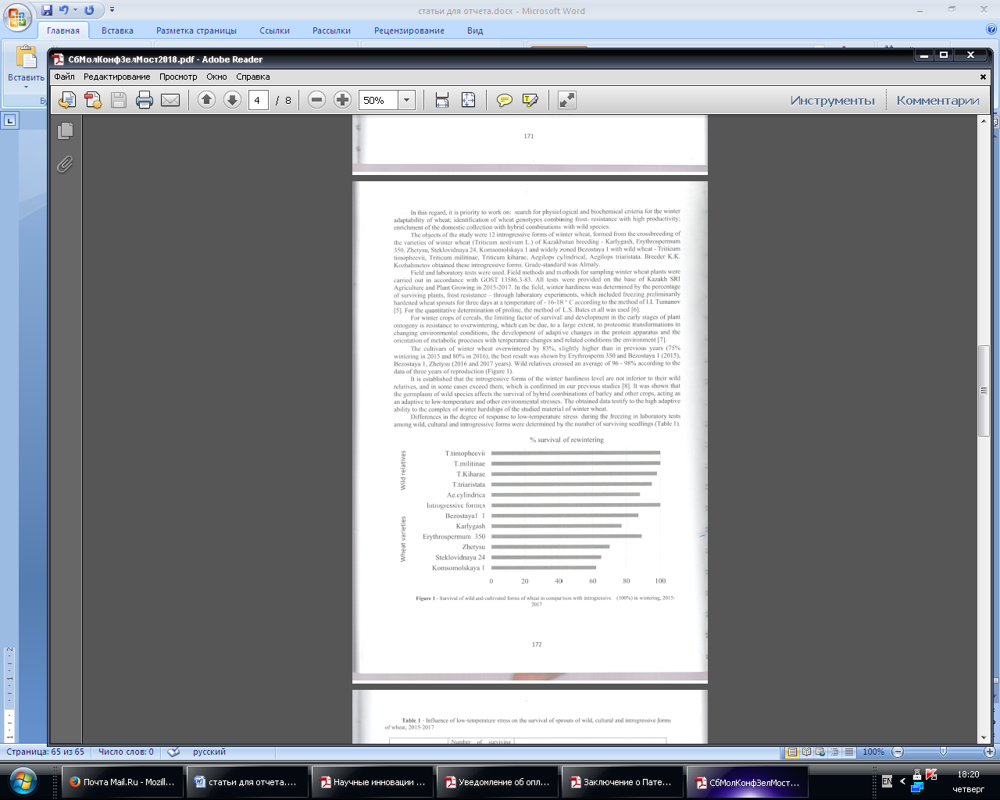 статьи для отчета.docx - Microsoft Word
Главная Вставка Разметка страницы Ссылки Рассылки Рецензирование Вид
Вставить
СбМолКонфЗелМост2018.pdf - Adobe Reader
Файл Редактирование Просмотр Окно Справка
4 / 8 50% Инструменты Комментарии
171
In this regard, it is priority to work on: search for physiological and biochemical criteria for the winter
adaptability of wheat; identification of wheat genotypes combining frost- resistance with high productivity;
enrichment of the domestic collection with hybrid combinations with wild species.
The objects of the study were 12 introgressive forms of winter wheat, formed from the crossbreeding of
the varieties of winter wheat (Triticum aestivum L.) of Kazakhstan breeding - Karlygash, Erythrospermum
350, Zhetysu, Steklovidnaya 24, Komsomolskaya 1 and widely zoned Bezostaya 1 with wild wheat - Triticum
timopheevii, Triticum militinae, Triticum kiharae, Aegilops cylindrical, Aegilops triaristata. Breeder K.K.
Kozhahmetov obtained these introgressive forms. Grade-standard was Almaly.
Field and laboratory tests were used. Field methods and methods for sampling winter wheat plants were
carried out in accordance with GOST 13586.3-83. All tests were provided on the base of Kazakh SRI
Agriculture and Plant Growing in 2015-2017. In the field, winter hardiness was determined by the percentage
of surviving plants, frost resistance – through laboratory experiments, which included freezing preliminarily
hardened wheat sprouts for three days at a temperature of - 16-18 ° C according to the method of I.I. Tumanov
[5]. For the quantitative determination of proline, the method of L.S. Bates et all was used [6].
For winter crops of cereals, the limiting factor of survival and development in the early stages of plant
ontogeny is resistance to overwintering, which can be due, to a large extent, to proteomic transformations in
changing environmental conditions, the development of adaptive changes in the protein apparatus and the
orientation of metabolic processes with temperature changes and related conditions the environment [7].
The cultivars of winter wheat overwintered by 83%, slightly higher than in previous years (75%
wintering in 2015 and 80% in 2016), the best result was shown by Erythrosperm 350 and Bezostaya 1 (2015),
Bezostaya 1, Zhetysu (2016 and 2017 years). Wild relatives crossed an average of 96 - 98% according to the
data of three years of reproduction (Figure 1).
It is established that the introgressive forms of the winter hardiness level are not inferior to their wild
relatives, and in some cases exceed them, which is confirmed in our previous studies [8]. It was shown that
the germplasm of wild species affects the survival of hybrid combinations of barley and other crops, acting as
an adaptive to low-temperature and other environmental stresses. The obtained data testify to the high adaptive
ability to the complex of winter hardships of the studied material of winter wheat.
Differences in the degree of response to low-temperature stress during the freezing in laboratory tests
among wild, cultural and introgressive forms were determined by the number of surviving seedlings (Table 1).
% survival of rewintering
Wild relatives
T.timopheevii
T.militinae
T.Kiharae
T.triaristata
Ae.cylindrica
Introgressive formes
Wheat varieties
Bezostaya1 1
Karlygash
Erythrospermum 350
Zhetysu
Steklovidnaya 24
Komsomolskaya 1
0 20 40 60 80 100
Figure 1 - Survival of wild and cultivated forms of wheat in comparison with introgressive (100%) in wintering, 2015-
2017
172
Table 1 - Influence of low-temperature stress on the survival of sprouts of wild, cultural and introgressive forms
of wheat, 2015-2017
Number of surviving
Страница: 65 из 65 Число слов: 0 русский 100%
Почта Mail.Ru - Mozill... статьи для отчета.... Научные инновации ... Уведомление об опл... Заключение о Пате... СбМолКонфЗелМост... EN 18:20
четверг